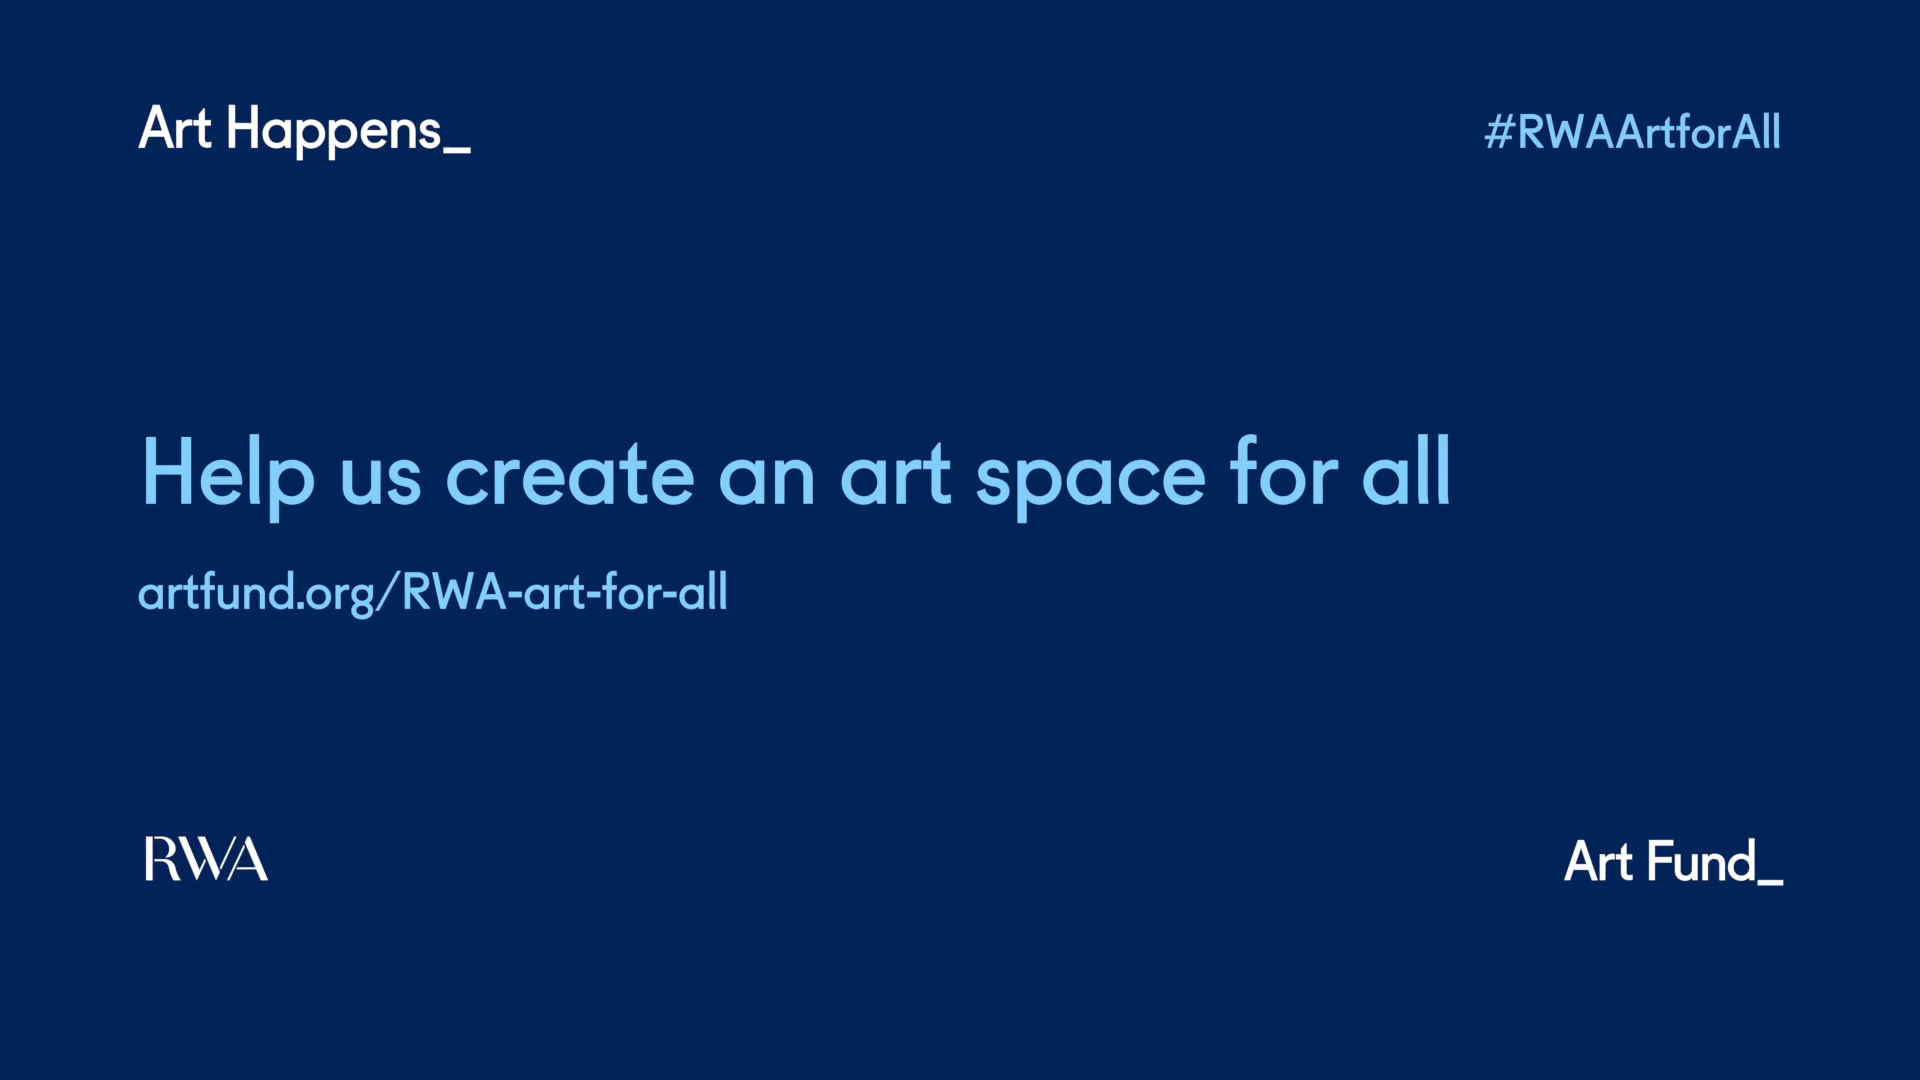 Art Happens_
#RWAArtforAll
Help us create an art space for all
artfund.org/RWA-art-for-all
RWA
Art Fund_